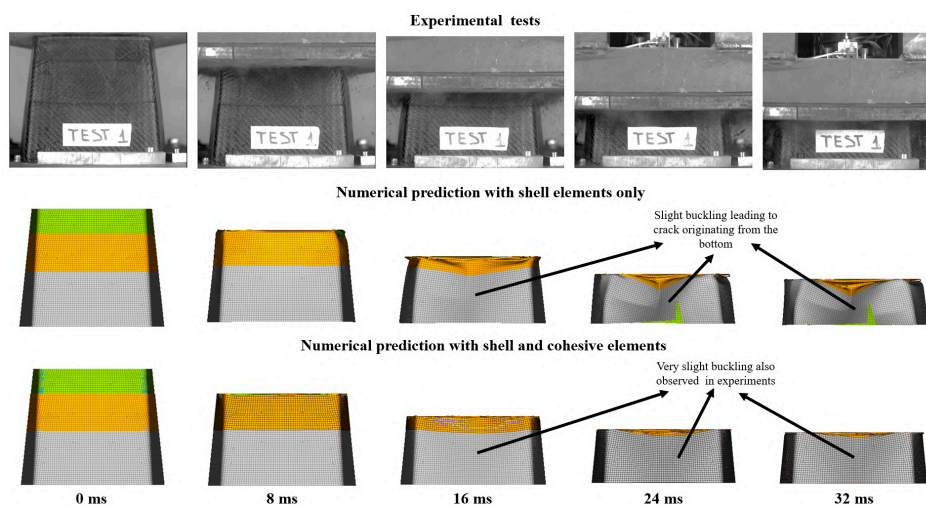 Experimental tests
TEST 1
TEST 1
TEST 1
TEST 1
TEST 1
Numerical prediction with shell elements only
Slight buckling leading to
crack originating from the
bottom
Numerical prediction with shell and cohesive elements
Very slight buckling also
observed in experiments
0 ms
8 ms
16 ms
24 ms
32 ms